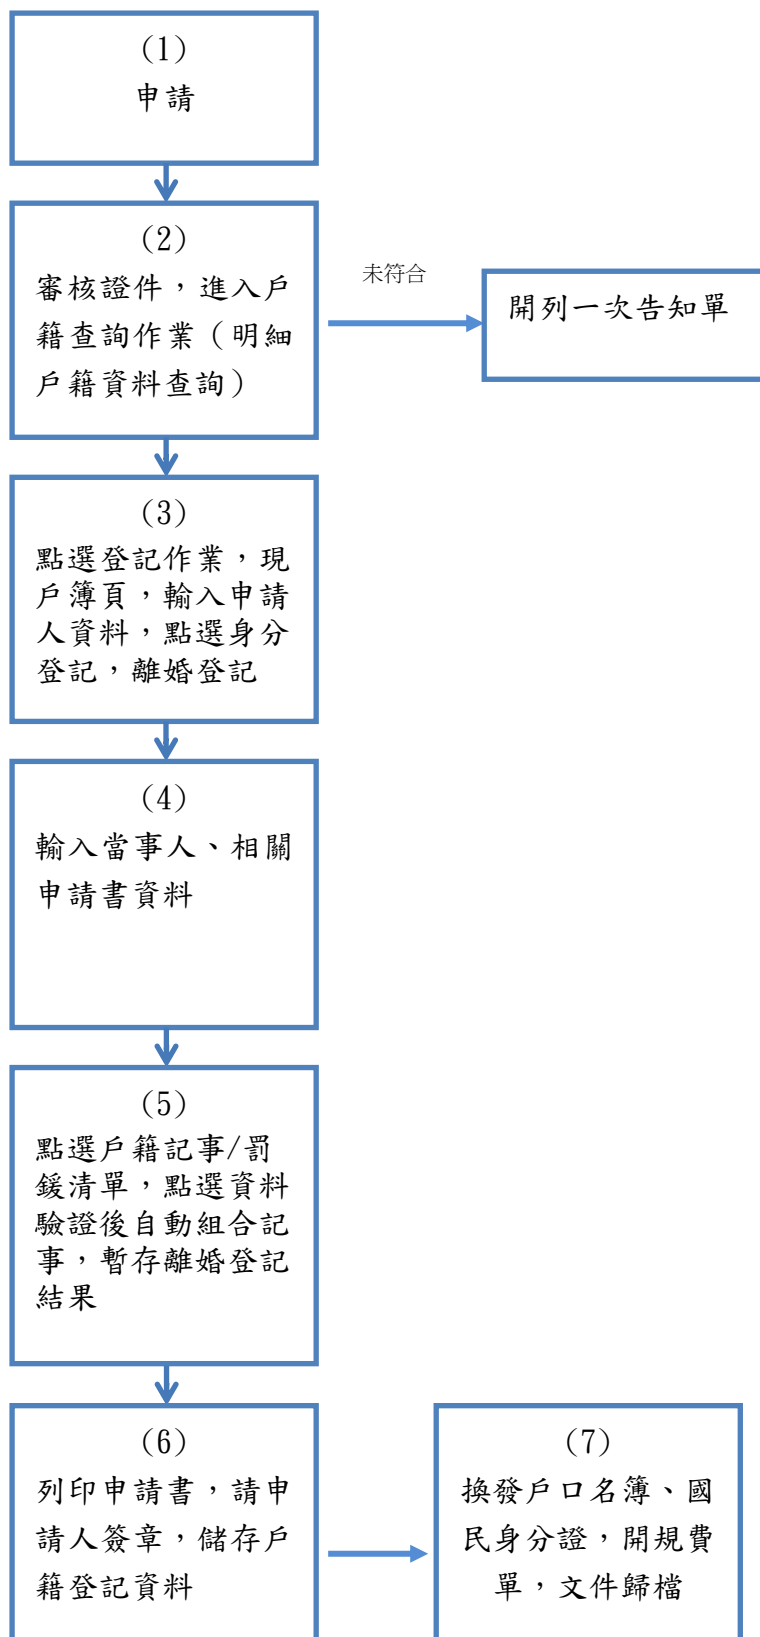 (1)
申請
(2)
審核證件，進入戶
籍查詢作業（明細
戶籍資料查詢）
未符合
開列一次告知單
(3)
點選登記作業，現
戶簿頁，輸入申請
人資料，點選身分
登記，離婚登記
(4)
輸入當事人、相關
申請書資料
(5)
點選戶籍記事/罰
鍰清單，點選資料
驗證後自動組合記
事，暫存離婚登記
結果
(6)
列印申請書，請申
請人簽章，儲存戶
籍登記資料
(7)
換發戶口名簿、國
民身分證，開規費
單，文件歸檔